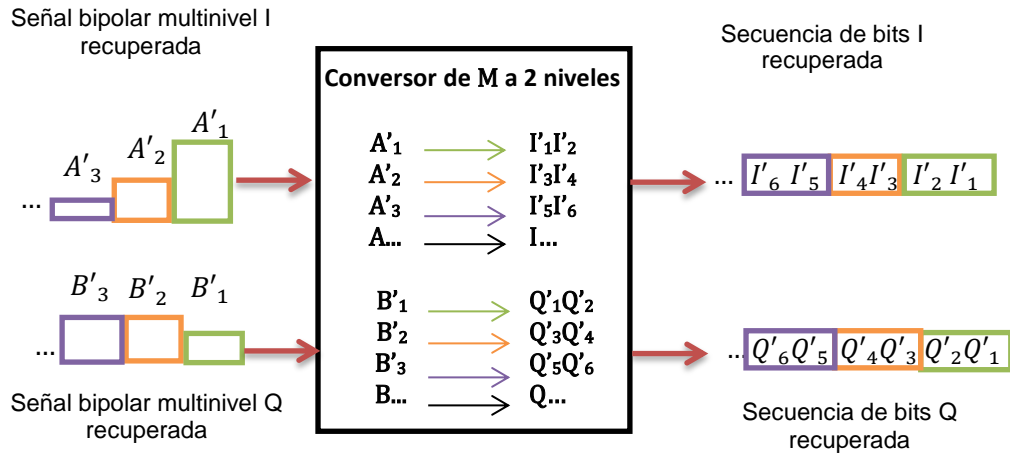 Señal bipolar multinivel I
recuperada
A'₁
A'₂
A'₃
...
B'₃ B'₂ B'₁
...
Señal bipolar multinivel Q
recuperada
Conversor de M a 2 niveles
A'₁ I'₁I'₂
A'₂ I'₃I'₄
A'₃ I'₅I'₆
A... I...
B'₁ Q'₁Q'₂
B'₂ Q'₃Q'₄
B'₃ Q'₅Q'₆
B... Q...
Secuencia de bits I
recuperada
... I'₆ I'₅ I'₄I'₃ I'₂ I'₁
...Q'₆Q'₅ Q'₄Q'₃ Q'₂Q'₁
Secuencia de bits Q
recuperada